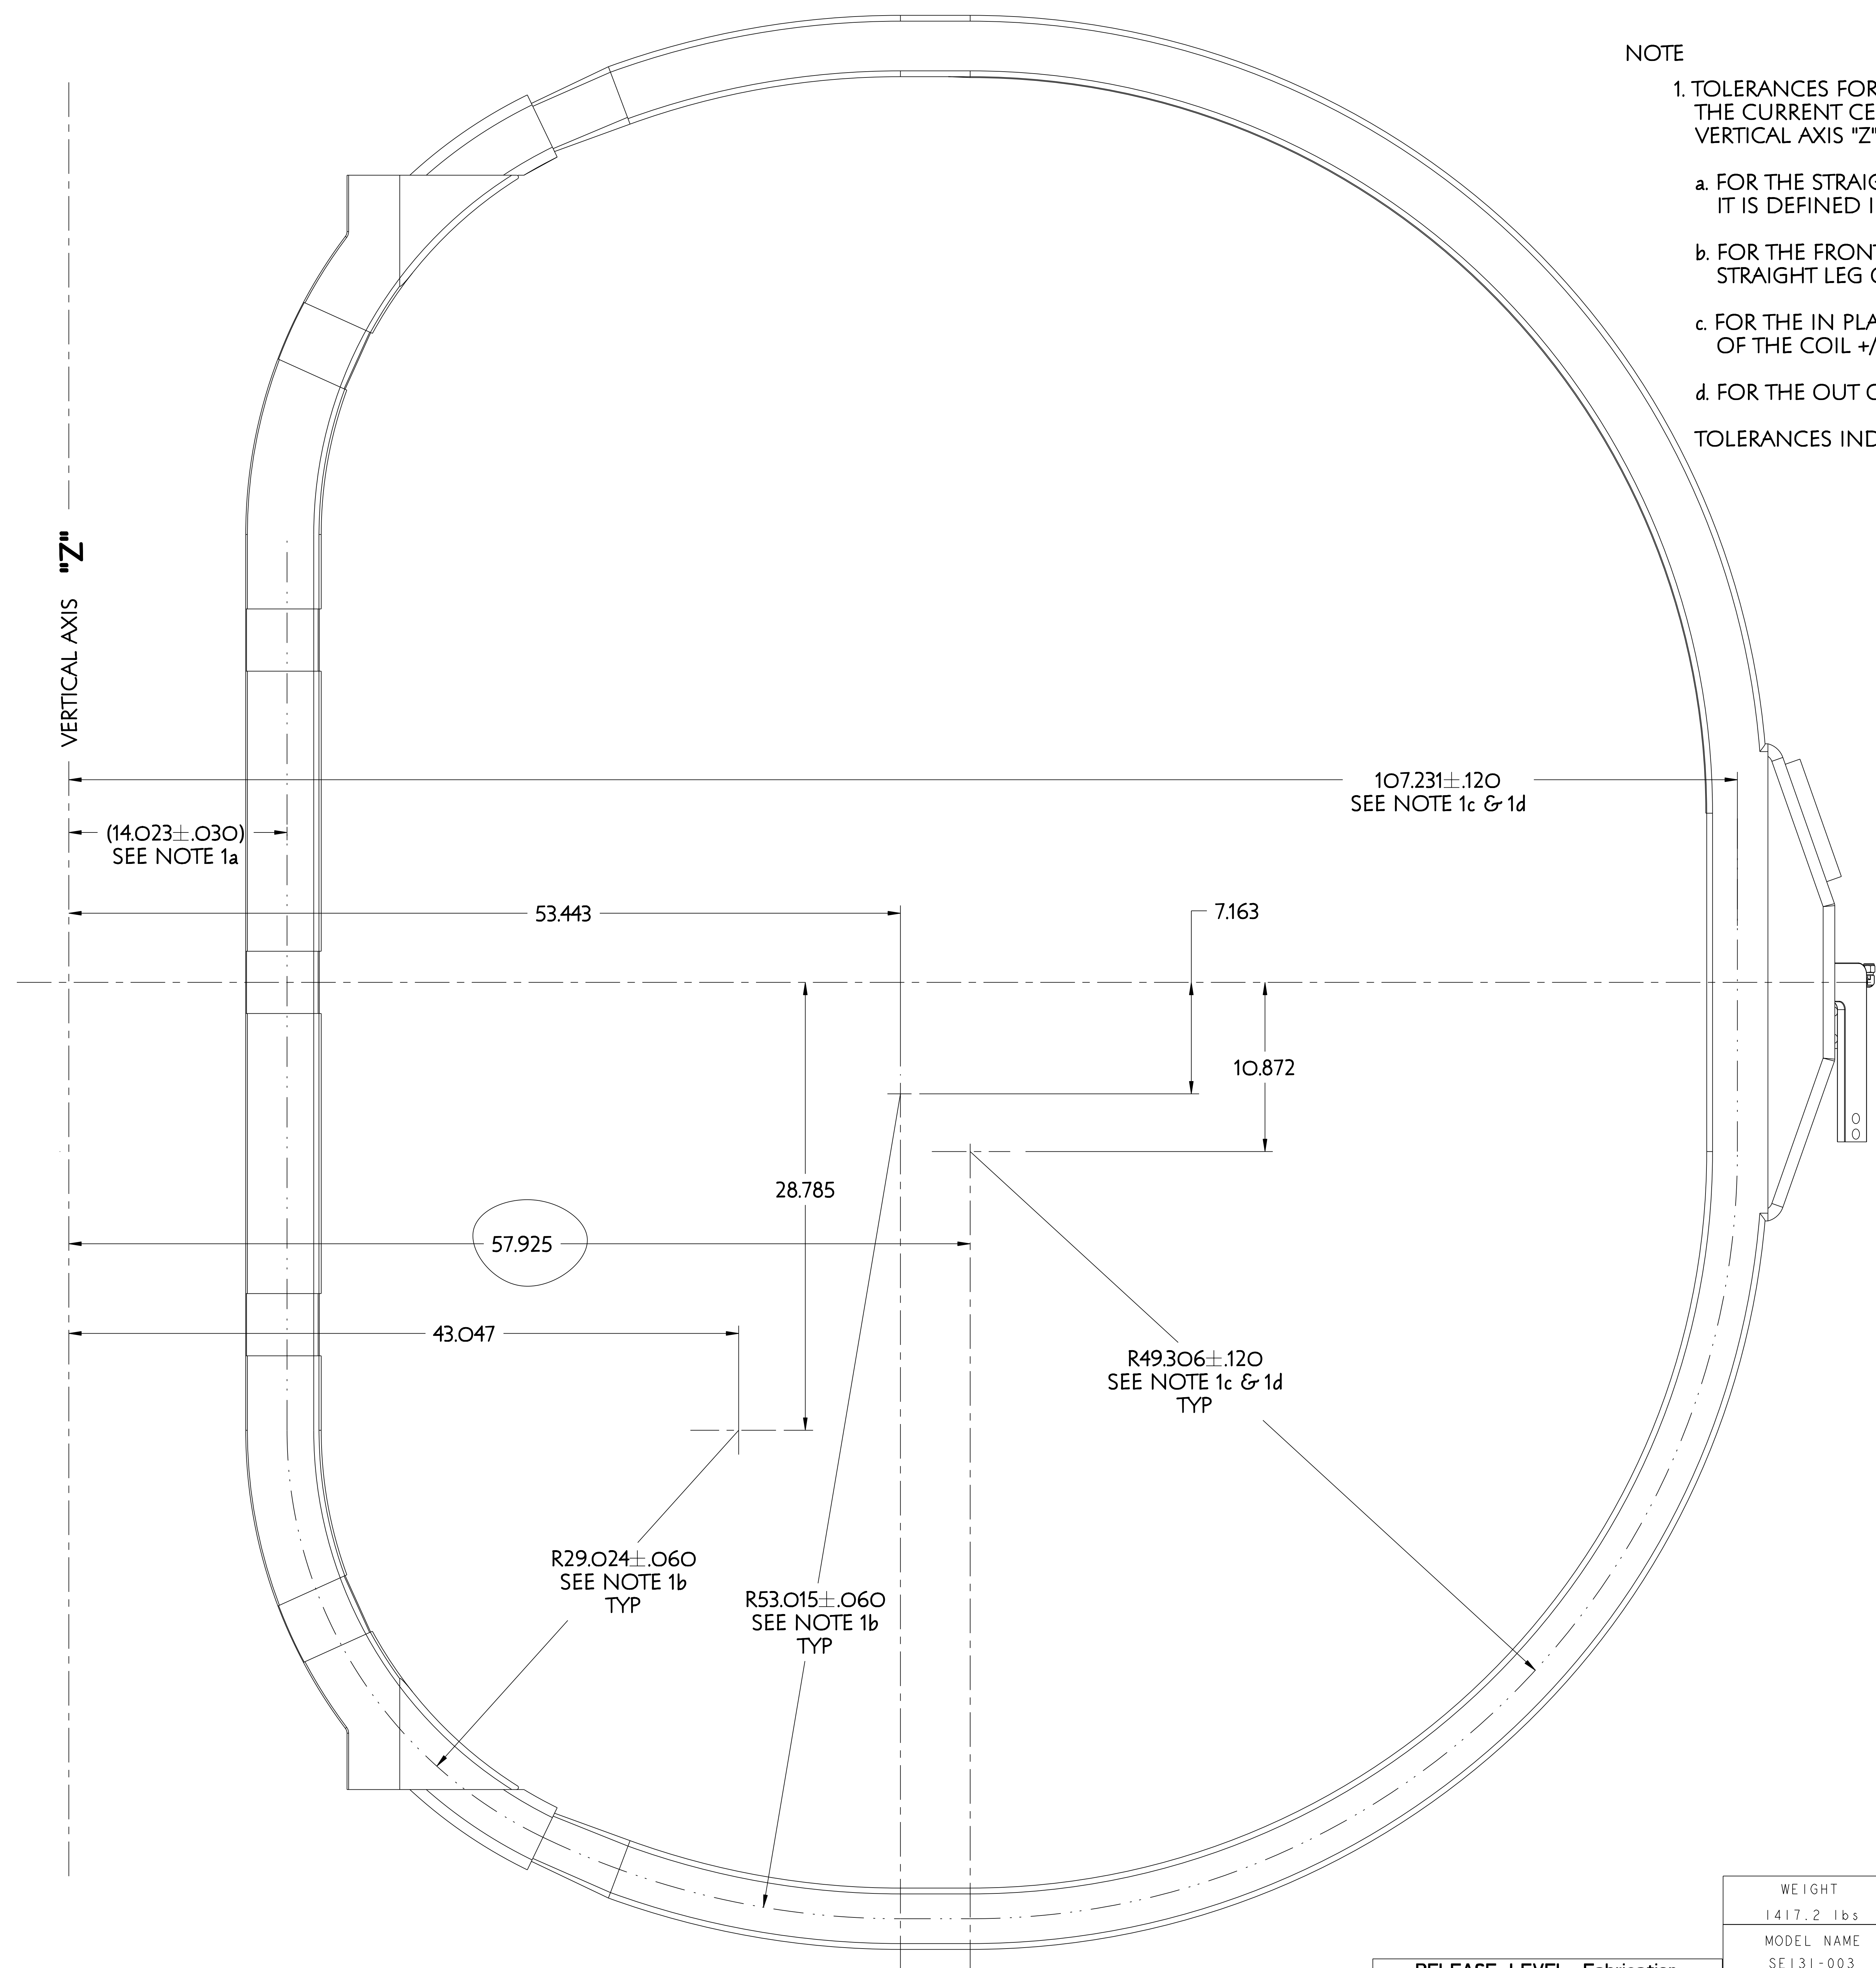 NOTE
1. TOLERANCES FOR
THE CURRENT CE
VERTICAL AXIS "Z"
a. FOR THE STRAIG
IT IS DEFINED I
b. FOR THE FRONT
STRAIGHT LEG
c. FOR THE IN PLA
OF THE COIL +/
d. FOR THE OUT
TOLERANCES IND
VERTICAL AXIS "Z"
107.231±.120
SEE NOTE 1c & 1d
(14.023±.030)
SEE NOTE 1a
53.443
7.163
10.872
28.785
57.925
43.047
R49.306±.120
SEE NOTE 1c & 1d
TYP
R29.024±.060
SEE NOTE 1b
TYP
R53.015±.060
SEE NOTE 1b
TYP
WEIGHT
1417.2 lbs
MODEL NAME
SE131-003
RELEASE LEVEL Fabrication